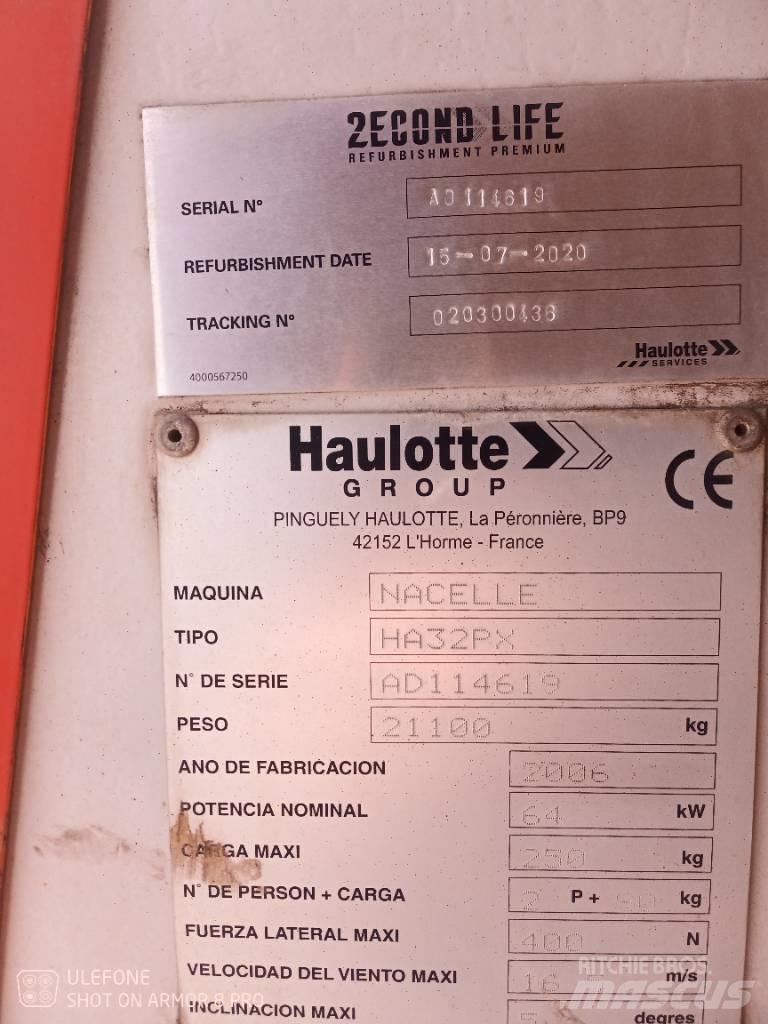 2ECOND LIFE
REFURBISHMENT PREMIUM
SERIAL N° AD114619
REFURBISHMENT DATE 15-07-2020
TRACKING N° 020300436
Haulotte
SERVICES
4000567250
Haulotte
GROUP
CE
PINGUELY HAULOTTE, La Péronnière, BP9
42152 L'Horme - France
MAQUINA NACELLE
TIPO HA32PX
N° DE SERIE AD114619
PESO 21100 kg
ANO DE FABRICACION 2006
POTENCIA NOMINAL 64 kW
CARGA MAXI 250 kg
N° DE PERSON + CARGA 2 P + 90 kg
FUERZA LATERAL MAXI 400 N
VELOCIDAD DEL VIENTO MAXI 16 m/s
INCLINACION MAXI 5 degres
ULEFONE
SHOT ON ARMOR 8 PRO
RITCHIE BROS.
MASCUS